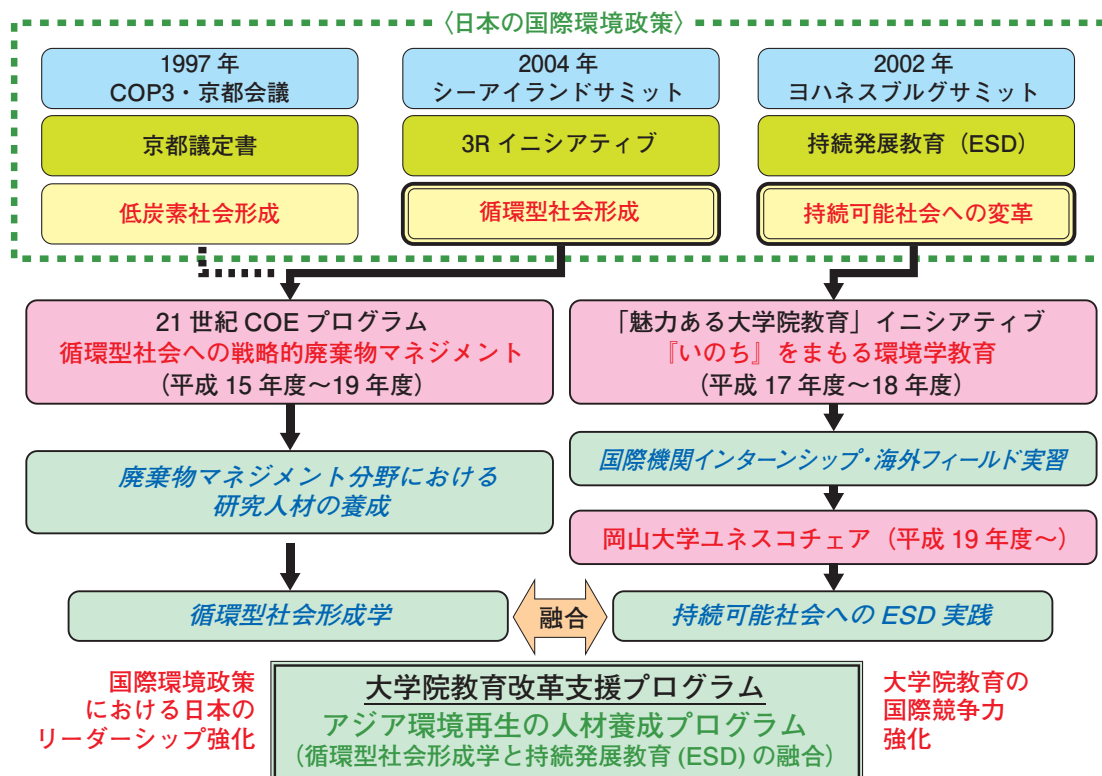 〈日本の国際環境政策〉
1997 年
COP3・京都会議
京都議定書
低炭素社会形成
2004 年
シーアイランドサミット
3R イニシアティブ
循環型社会形成
2002 年
ヨハネスブルグサミット
持続発展教育（ESD）
持続可能社会への変革
21 世紀 COE プログラム
循環型社会への戦略的廃棄物マネジメント
（平成 15 年度～19 年度）
廃棄物マネジメント分野における
研究人材の養成
循環型社会形成学
「魅力ある大学院教育」イニシアティブ
『いのち』をまもる環境学教育
（平成 17 年度～18 年度）
国際機関インターンシップ・海外フィールド実習
岡山大学ユネスコチェア（平成 19 年度～）
持続可能社会への ESD 実践
融合
国際環境政策
における日本の
リーダーシップ強化
大学院教育改革支援プログラム
アジア環境再生の人材養成プログラム
（循環型社会形成学と持続発展教育 (ESD) の融合）
大学院教育の
国際競争力
強化